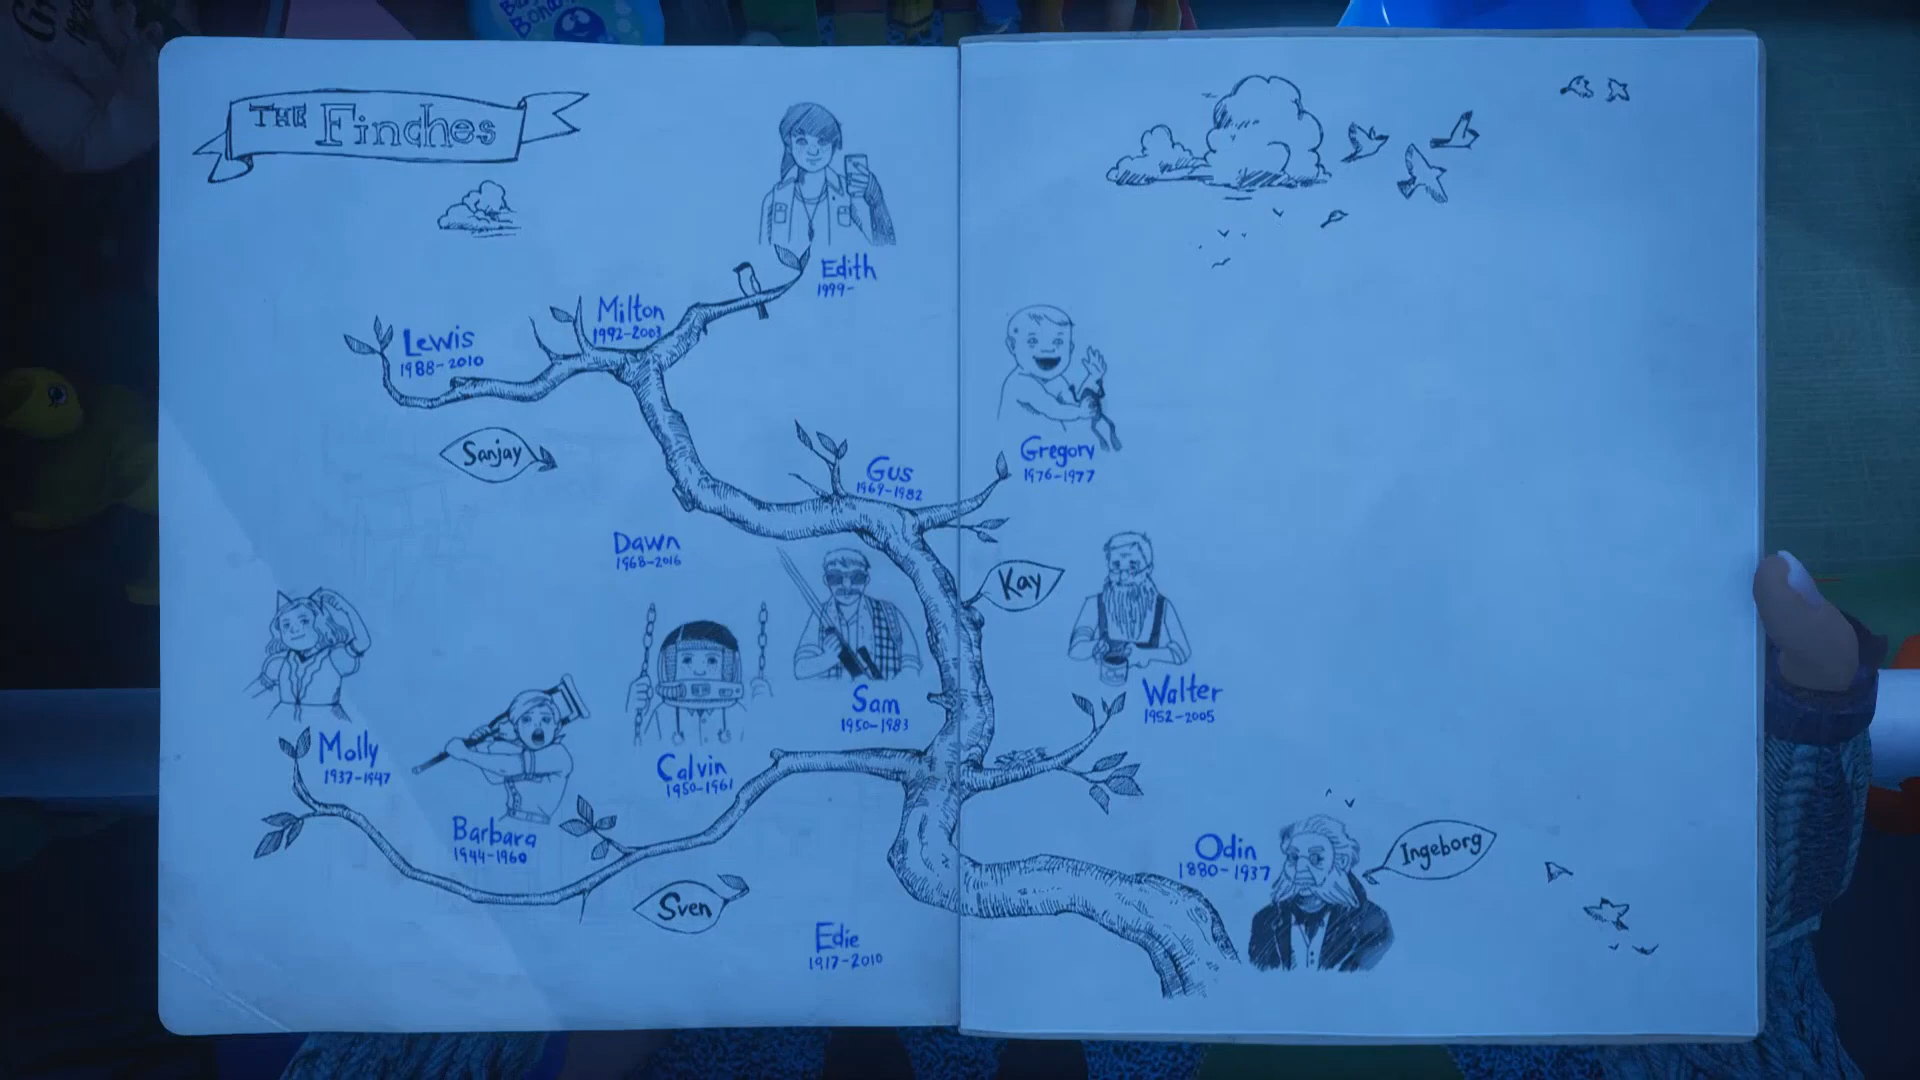 THE Finches
Edith
1999-
Milton
1992-2003
Lewis
1988-2010
Sanjay
Gregory
1976-1977
Gus
1969-1982
Dawn
1968-2016
Kay
Sam
1950-1983
Walter
1952-2005
Molly
1937-1947
Calvin
1950-1961
Barbara
1944-1960
Sven
Odin
1880-1937
Ingeborg
Edie
1917-2010